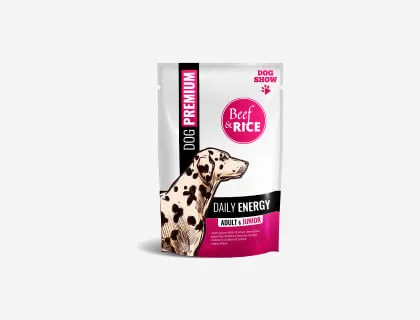 DOG PREMIUM
DOG
SHOW
Beef
& RICE
DAILY ENERGY
ADULT & JUNIOR